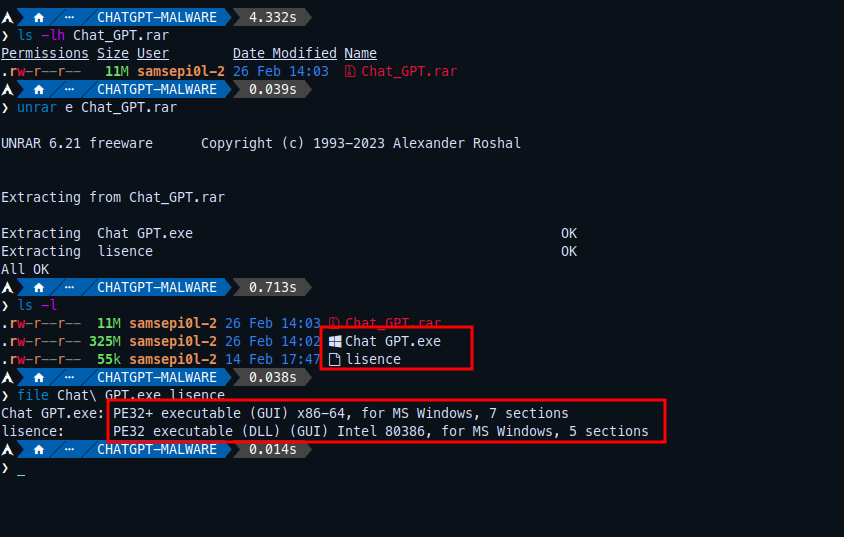 ··· CHATGPT-MALWARE 4.332s
❯ ls -lh Chat_GPT.rar
Permissions Size User Date Modified Name
.rw-r--r-- 11M samsepi0l-2 26 Feb 14:03 Chat_GPT.rar
··· CHATGPT-MALWARE 0.039s
❯ unrar e Chat_GPT.rar
UNRAR 6.21 freeware Copyright (c) 1993-2023 Alexander Roshal
Extracting from Chat_GPT.rar
Extracting Chat GPT.exe OK
Extracting lisence OK
All OK
··· CHATGPT-MALWARE 0.713s
❯ ls -l
.rw-r--r-- 11M samsepi0l-2 26 Feb 14:03 Chat_GPT.rar
.rw-r--r-- 325M samsepi0l-2 26 Feb 14:02 Chat GPT.exe
.rw-r--r-- 55k samsepi0l-2 14 Feb 17:47 lisence
··· CHATGPT-MALWARE 0.038s
❯ file Chat\ GPT.exe lisence
Chat GPT.exe: PE32+ executable (GUI) x86-64, for MS Windows, 7 sections
lisence: PE32 executable (DLL) (GUI) Intel 80386, for MS Windows, 5 sections
··· CHATGPT-MALWARE 0.014s
❯ _